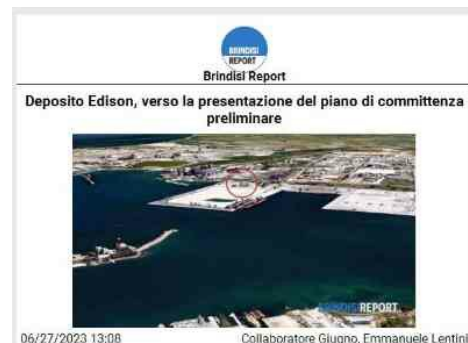 BRINDISI
REPORT
Brindisi Report
Deposito Edison, verso la presentazione del piano di committenza
preliminare
BRINDISI REPORT
06/27/2023 13:08
Collaboratore Giugno, Emmanuele Lentini